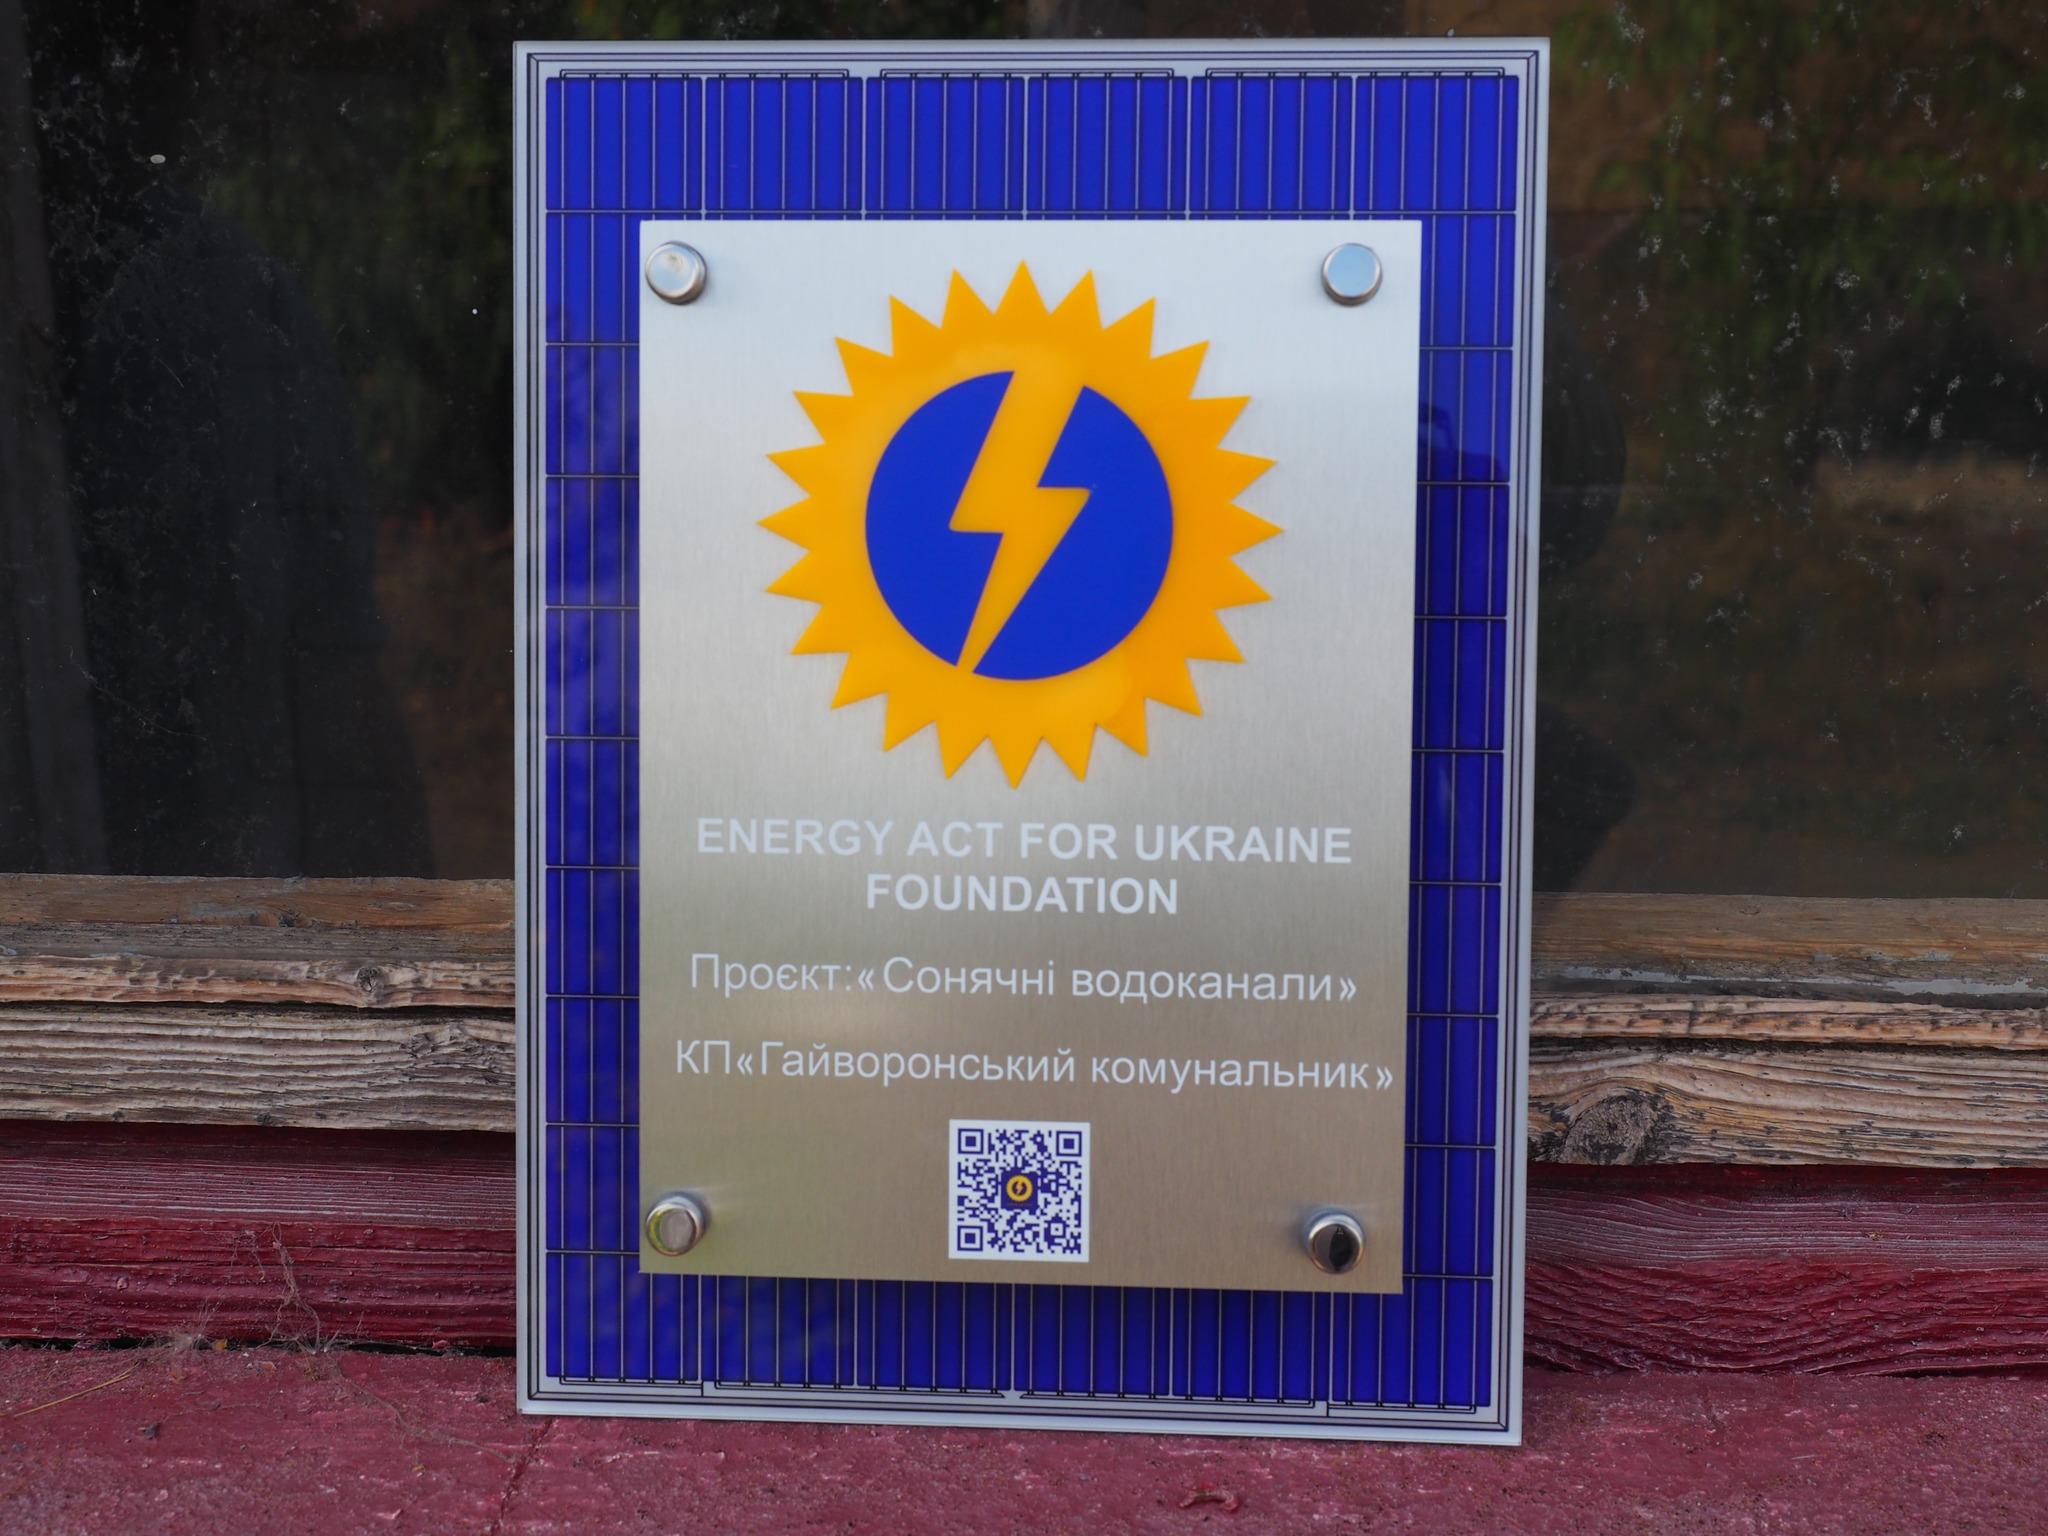 ENERGY ACT FOR UKRAINE
FOUNDATION
Проєкт:«Сонячні водоканали»
КП«Гайворонський комунальник»